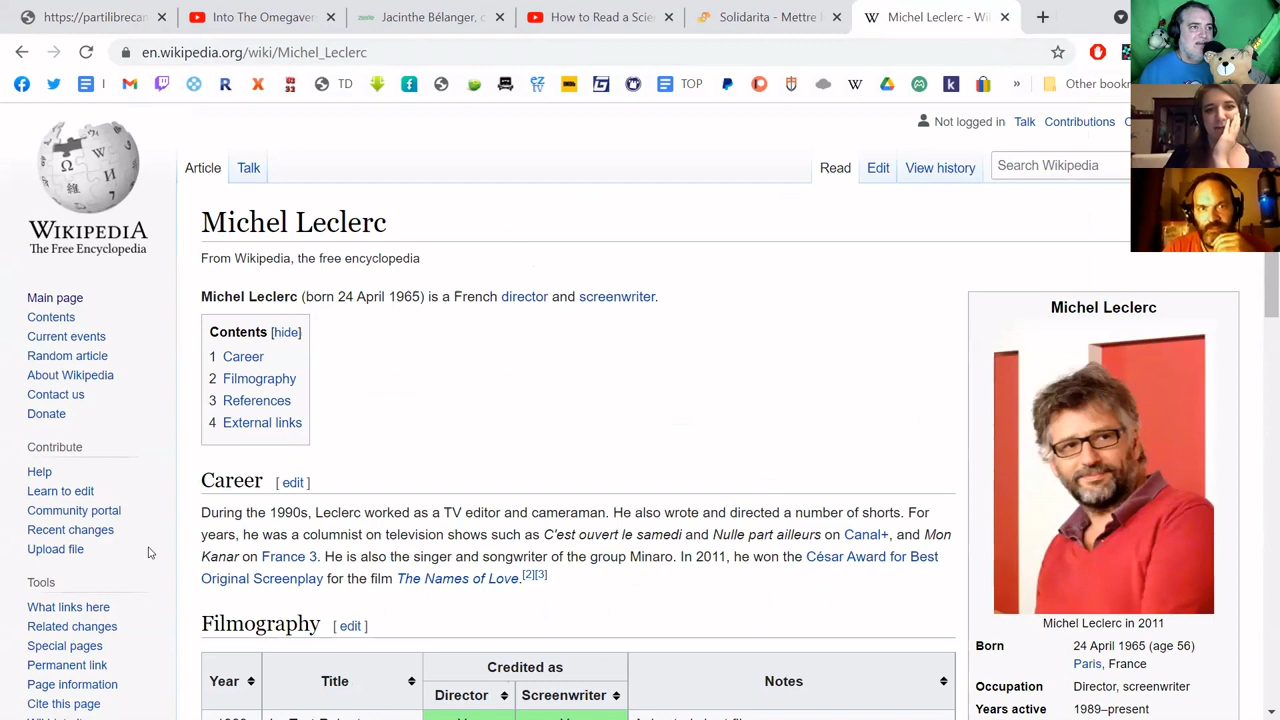 https://partilibrecan
Into The Omegavers
zeste Jacinthe Bélanger, c
How to Read a Scie
Solidarita - Mettre l
W Michel Leclerc - Wi
en.wikipedia.org/wiki/Michel_Leclerc
TD
TOP
Other bookm
Not logged in Talk Contributions
Article Talk
Read Edit View history
Search Wikipedia
WIKIPEDIA
The Free Encyclopedia
Main page
Contents
Current events
Random article
About Wikipedia
Contact us
Donate
Contribute
Help
Learn to edit
Community portal
Recent changes
Upload file
Tools
What links here
Related changes
Special pages
Permanent link
Page information
Cite this page
Michel Leclerc
From Wikipedia, the free encyclopedia
Michel Leclerc (born 24 April 1965) is a French director and screenwriter.
Contents [hide]
1 Career
2 Filmography
3 References
4 External links
Career [ edit ]
During the 1990s, Leclerc worked as a TV editor and cameraman. He also wrote and directed a number of shorts. For
years, he was a columnist on television shows such as C'est ouvert le samedi and Nulle part ailleurs on Canal+, and Mon
Kanar on France 3. He is also the singer and songwriter of the group Minaro. In 2011, he won the César Award for Best
Original Screenplay for the film The Names of Love.[2][3]
Filmography [ edit ]
Year Title Credited as Notes
Director Screenwriter
Michel Leclerc
Michel Leclerc in 2011
Born 24 April 1965 (age 56)
Paris, France
Occupation Director, screenwriter
Years active 1989–present